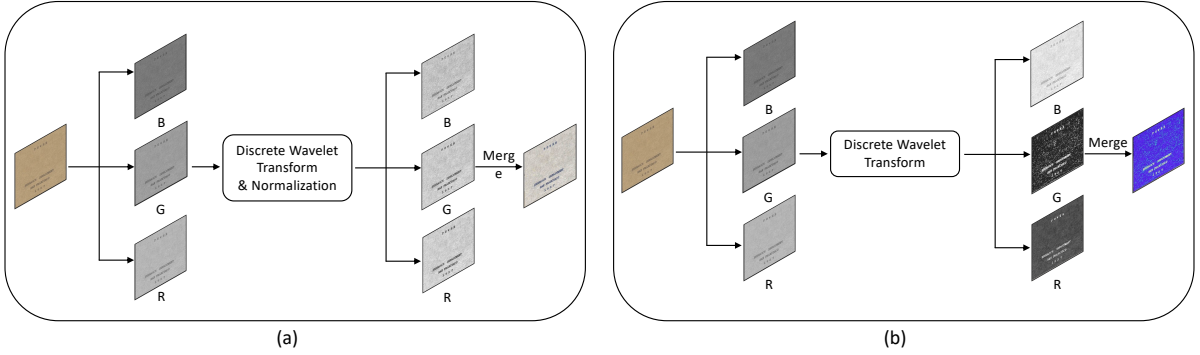 B
G
R
Discrete Wavelet
Transform
& Normalization
B
G
R
Merg
e
(a)
B
G
R
Discrete Wavelet
Transform
B
G
R
Merge
(b)